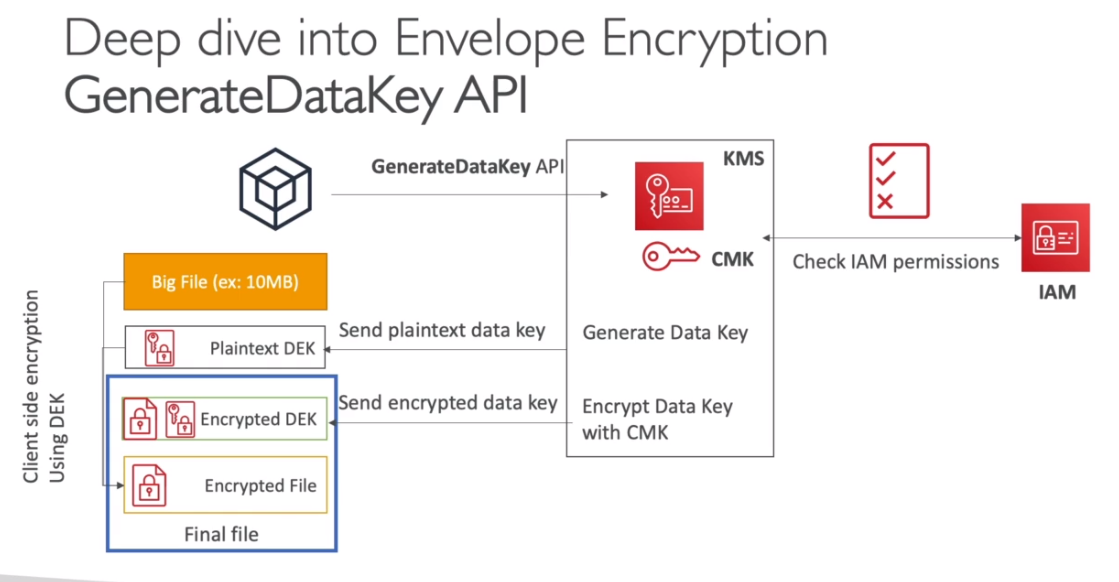 Deep dive into Envelope Encryption
GenerateDataKey API
GenerateDataKey API
KMS
CMK
Check IAM permissions
IAM
Big File (ex: 10MB)
Send plaintext data key
Generate Data Key
Plaintext DEK
Send encrypted data key
Encrypt Data Key
with CMK
Encrypted DEK
Encrypted File
Final file
Client side encryption
Using DEK